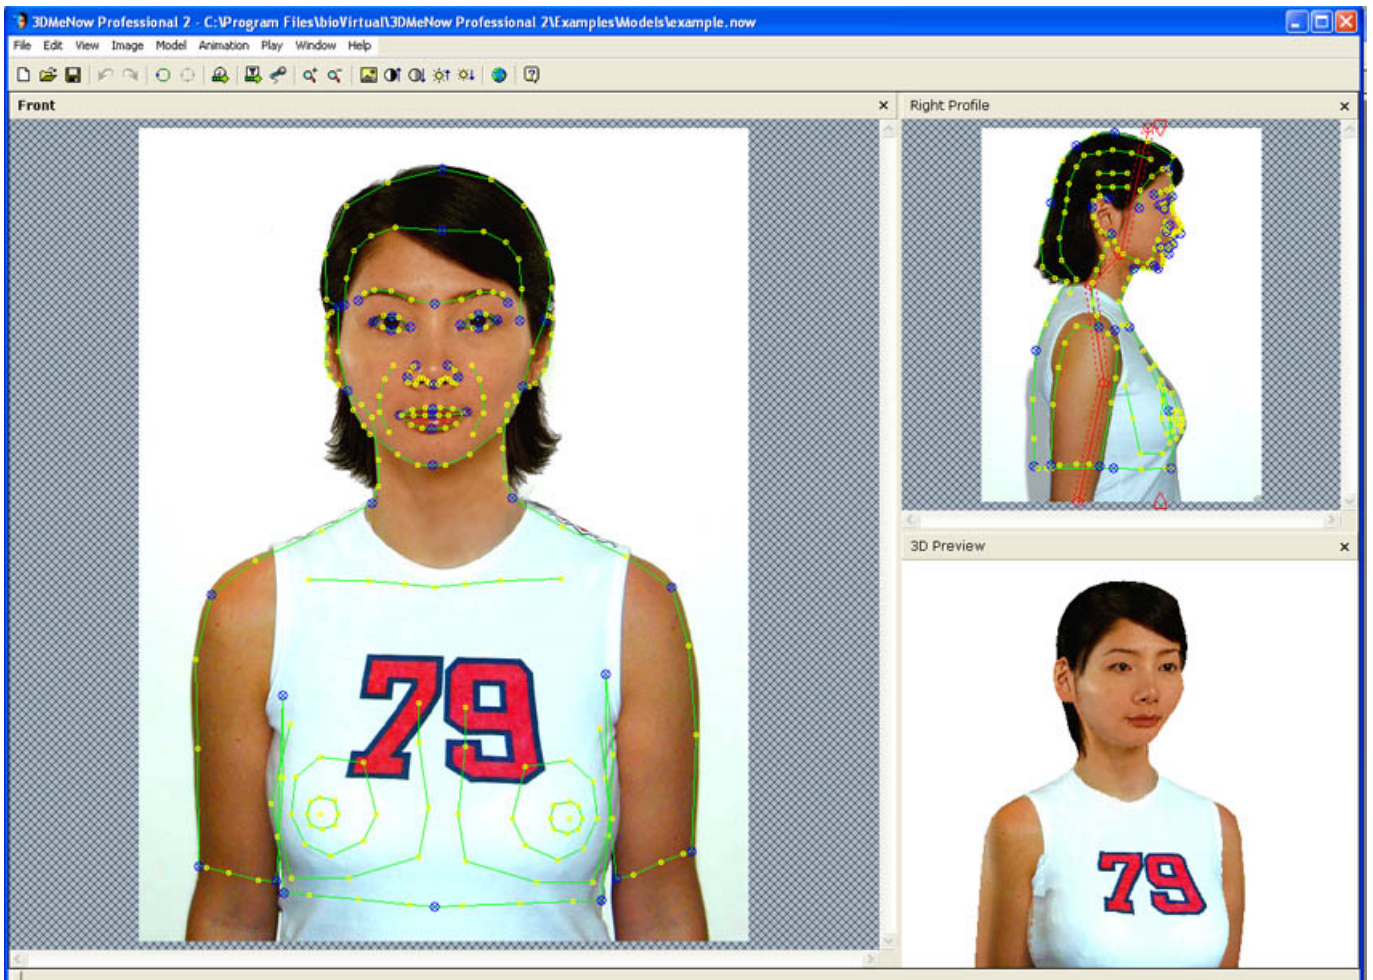 3DMeNow Professional 2 - C:\Program Files\bioVirtual\3DMeNow Professional 2\Examples\Models\example.now
File Edit View Image Model Animation Play Window Help
Front
Right Profile
79
3D Preview
79